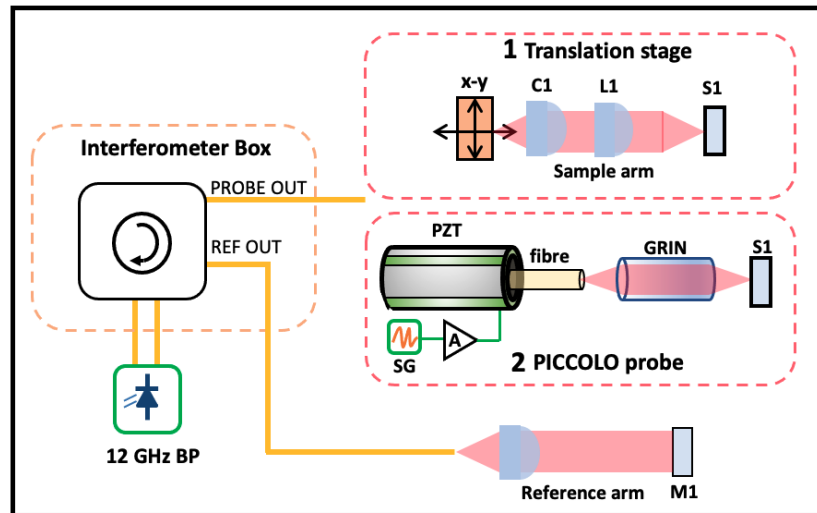 1 Translation stage
x-y
C1
L1
S1
Sample arm
Interferometer Box
PROBE OUT
REF OUT
12 GHz BP
PZT
fibre
GRIN
S1
A
SG
2 PICCOLO probe
Reference arm
M1